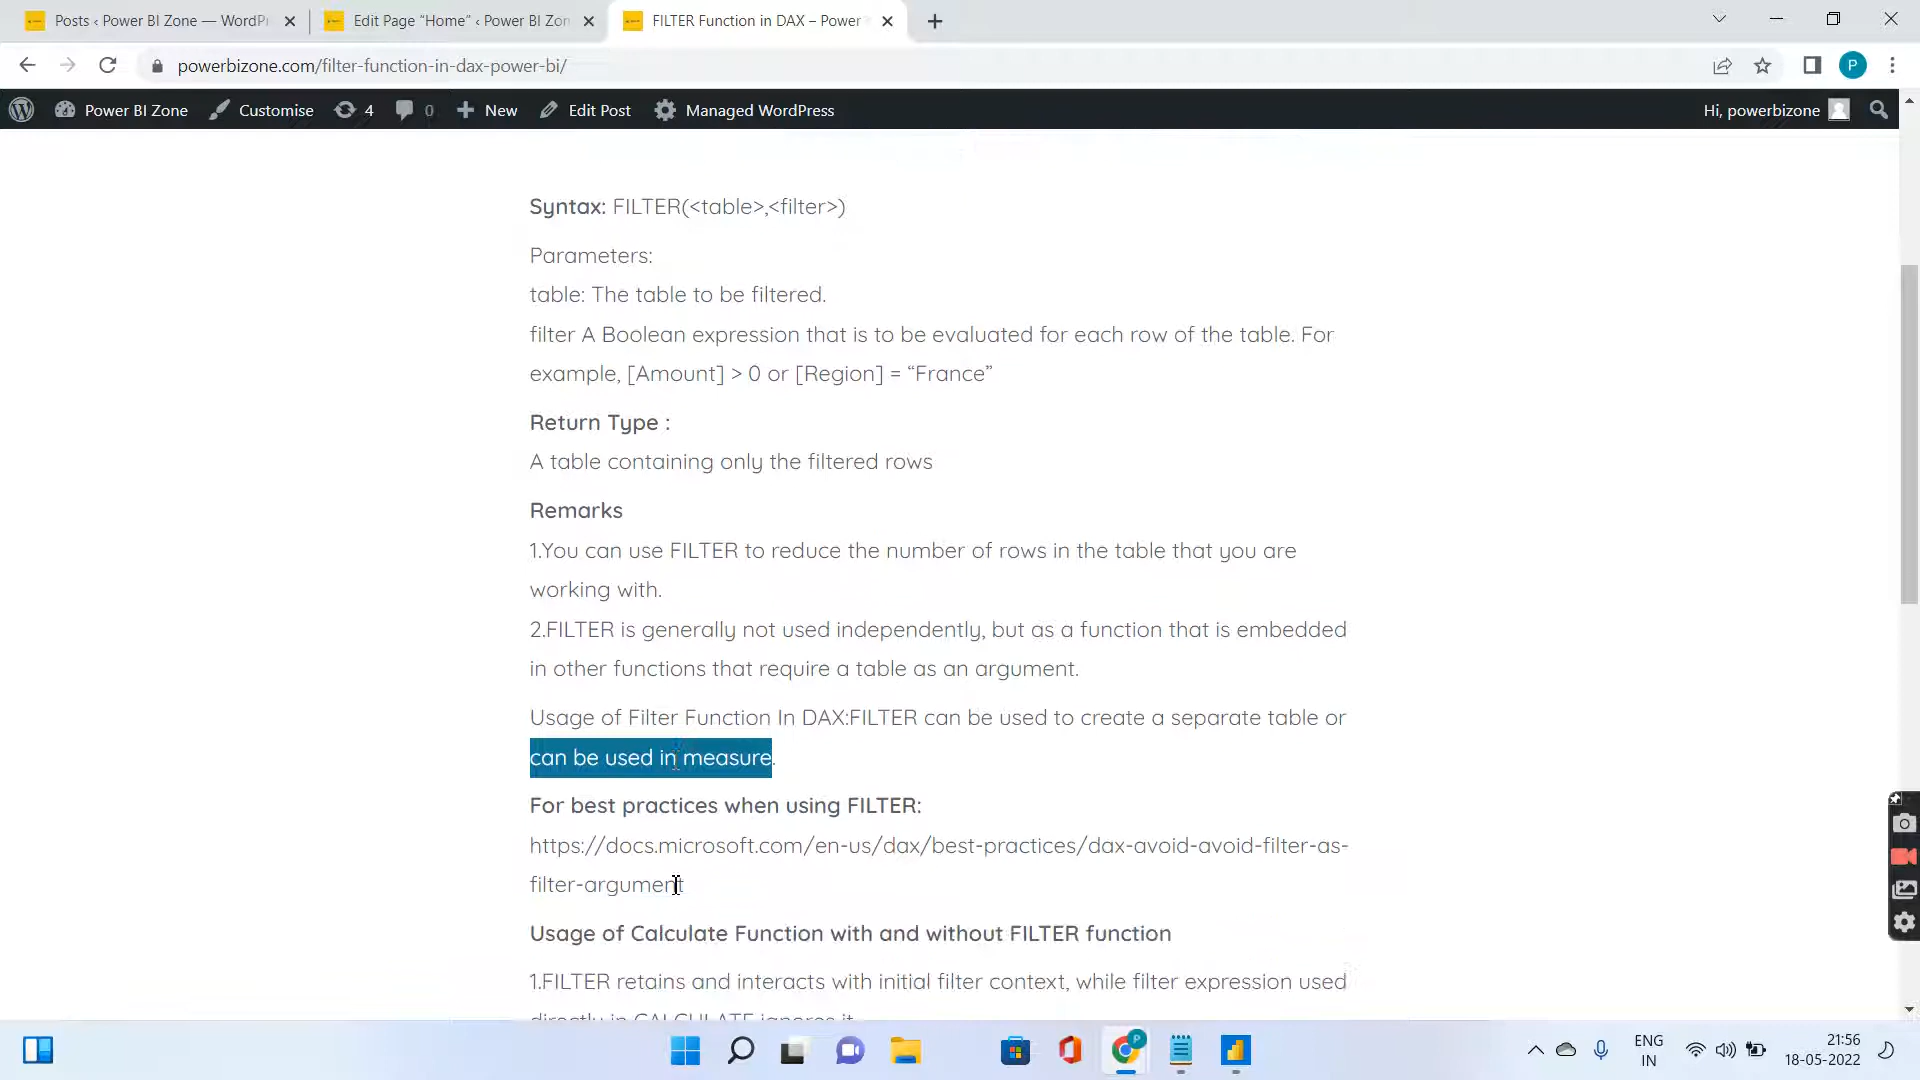 Posts ‹ Power BI Zone — WordPr
Edit Page “Home” ‹ Power BI Zon
FILTER Function in DAX – Power
powerbizone.com/filter-function-in-dax-power-bi/
P
Power BI Zone
Customise
4
0
New
Edit Post
Managed WordPress
Hi, powerbizone
Syntax: FILTER(<table>,<filter>)
Parameters:
table: The table to be filtered.
filter A Boolean expression that is to be evaluated for each row of the table. For
example, [Amount] > 0 or [Region] = “France”
Return Type :
A table containing only the filtered rows
Remarks
1.You can use FILTER to reduce the number of rows in the table that you are
working with.
2.FILTER is generally not used independently, but as a function that is embedded
in other functions that require a table as an argument.
Usage of Filter Function In DAX:FILTER can be used to create a separate table or
can be used in measure.
For best practices when using FILTER:
https://docs.microsoft.com/en-us/dax/best-practices/dax-avoid-avoid-filter-as-
filter-argument
Usage of Calculate Function with and without FILTER function
1.FILTER retains and interacts with initial filter context, while filter expression used
directly in CALCULATE ignores it.
P
ENG
IN
21:56
18-05-2022